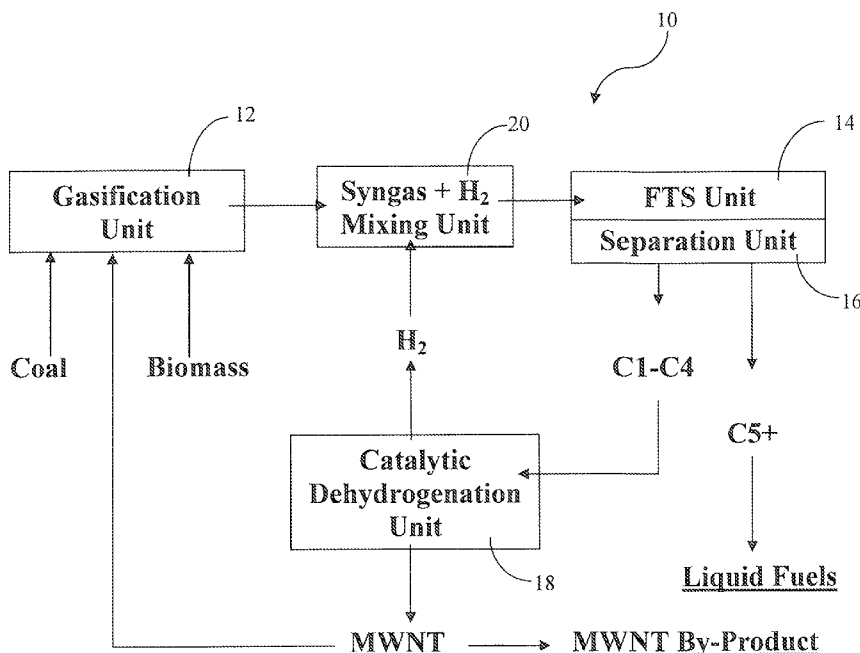 10
12
20
14
Gasification
Unit
Syngas + H₂
Mixing Unit
FTS Unit
Separation Unit
16
Coal
Biomass
H₂
C1-C4
C5+
Catalytic
Dehydrogenation
Unit
18
Liquid Fuels
MWNT
MWNT By-Product